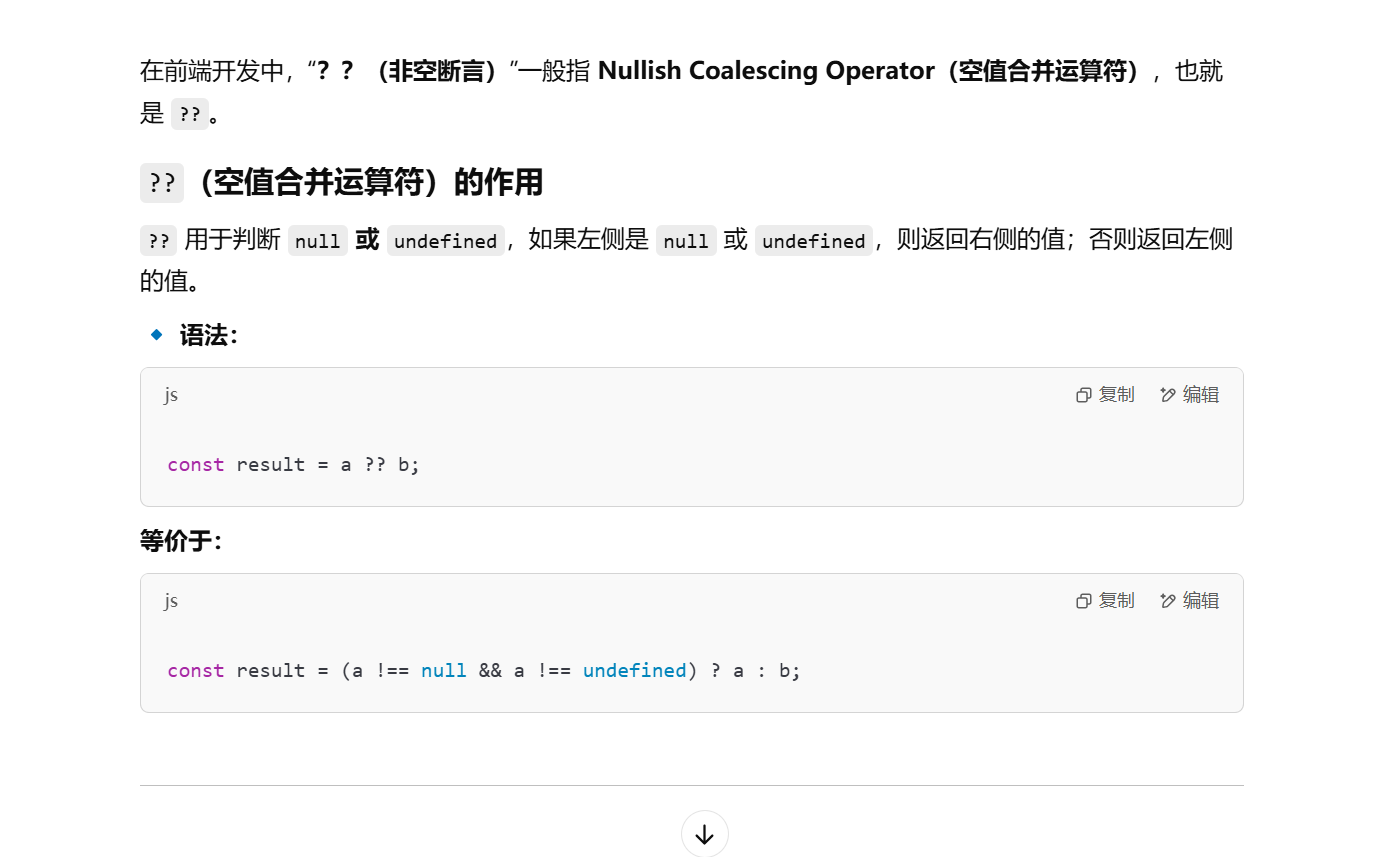 在前端开发中，“？？（非空断言）”一般指 Nullish Coalescing Operator（空值合并运算符），也就
是 ??。
??（空值合并运算符）的作用
?? 用于判断 null 或 undefined，如果左侧是 null 或 undefined，则返回右侧的值；否则返回左侧
的值。
🔹 语法：
js 复制 编辑
const result = a ?? b;
等价于：
js 复制 编辑
const result = (a !== null && a !== undefined) ? a : b;